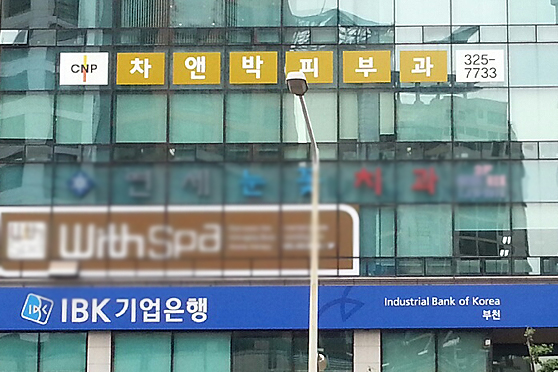 CNP 차앤박피부과 325-7733
WithSpa
IBK기업은행 Industrial Bank of Korea
부천